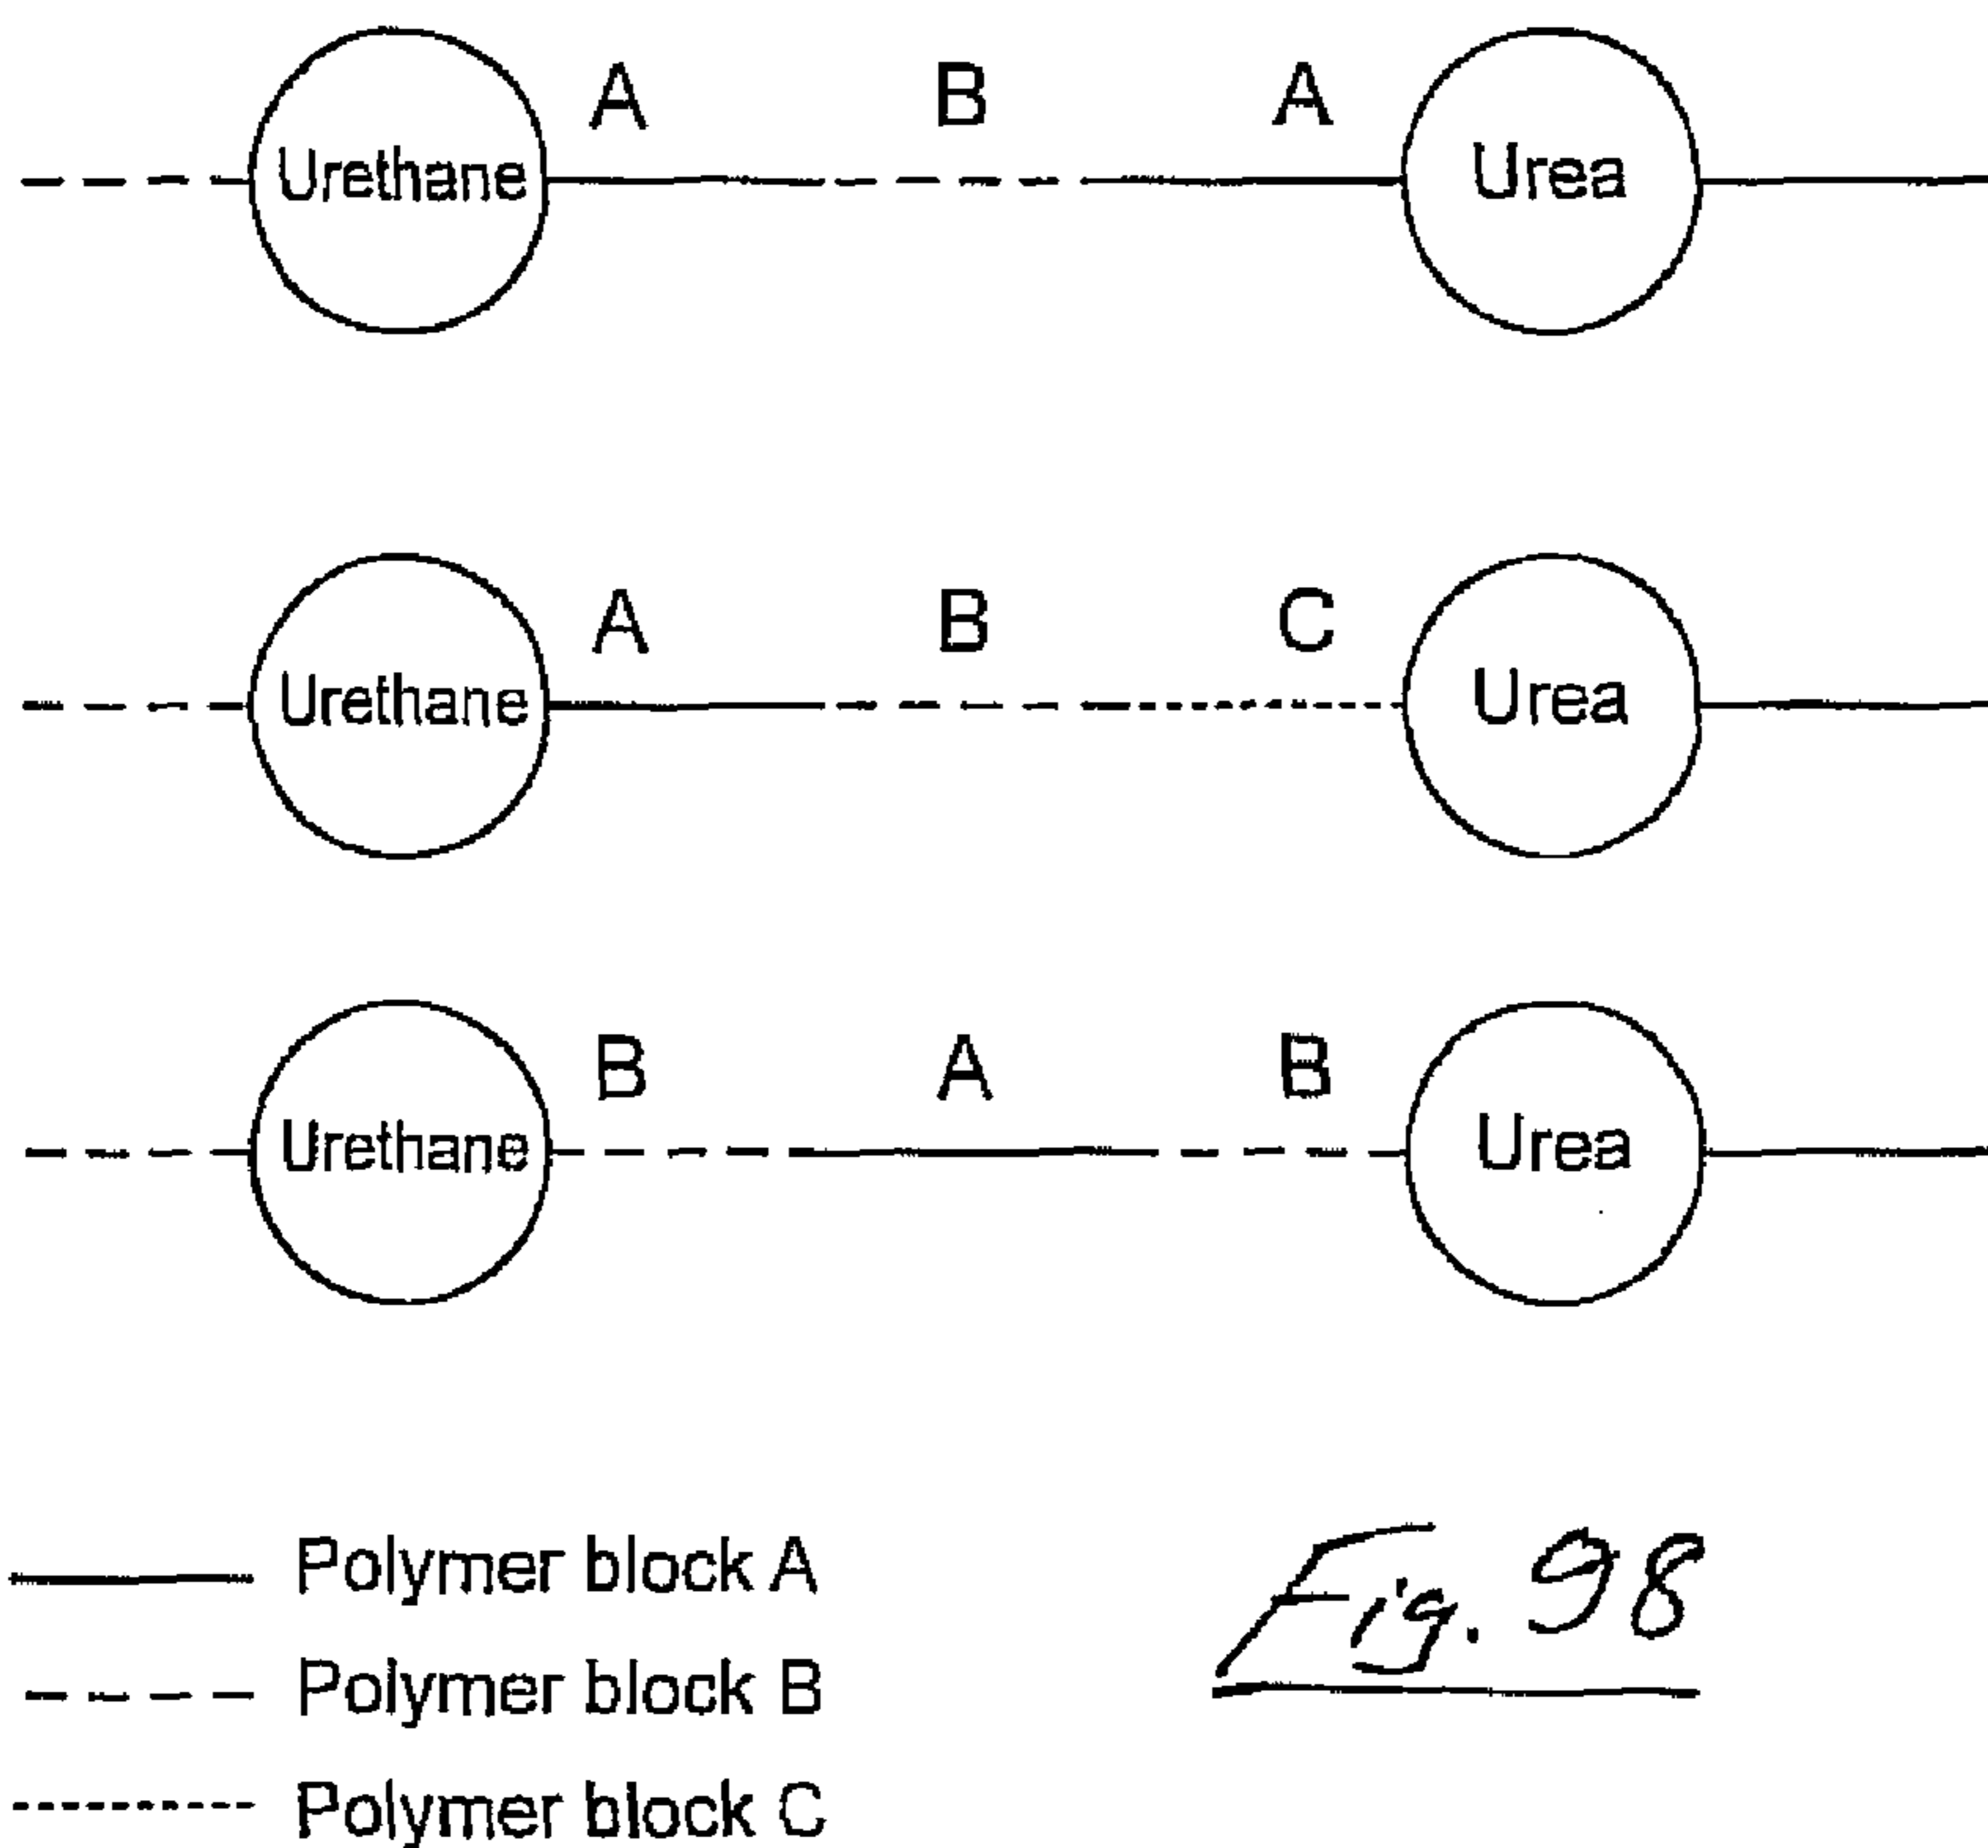 A B A
Urethane Urea
A B C
Urethane Urea
B A B
Urethane Urea
Polymer block A
Polymer block B
Polymer block C
Fig. 98